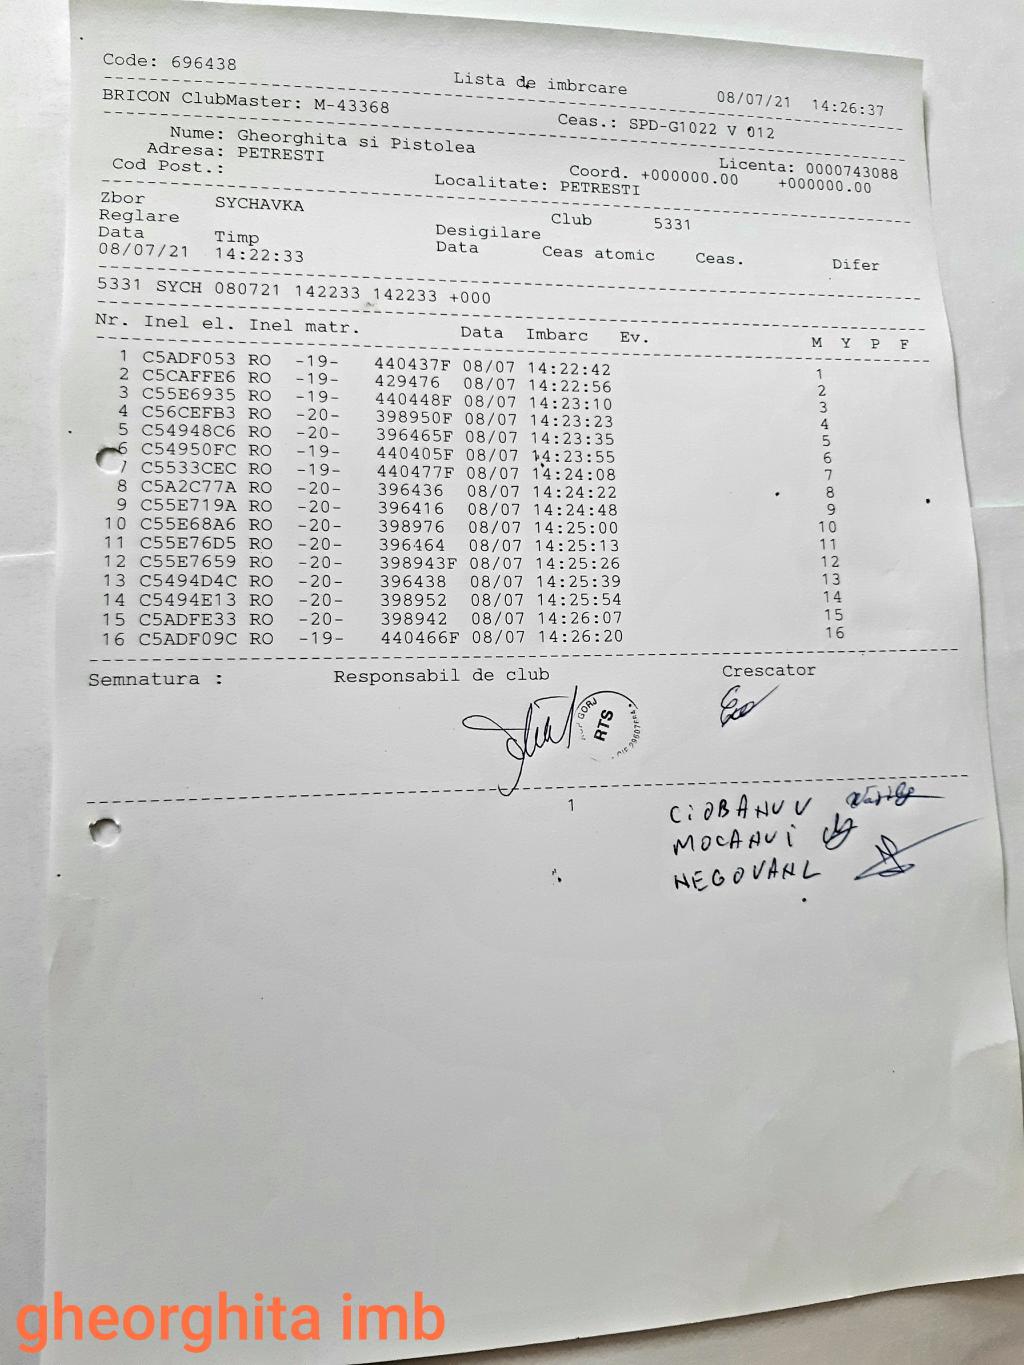 Code: 696438
Lista de imbrcare 08/07/21 14:26:37
BRICON ClubMaster: M-43368 Ceas.: SPD-G1022 V 012
Nume: Gheorghita si Pistolea Licenta: 0000743088
Adresa: PETRESTI Coord. +000000.00 +000000.00
Cod Post.: Localitate: PETRESTI
Zbor SYCHAVKA Club 5331
Reglare Desigilare
Data Timp Data Ceas atomic Ceas. Difer
08/07/21 14:22:33
5331 SYCH 080721 142233 142233 +000
Nr. Inel el. Inel matr. Data Imbarc Ev. M Y P F
1 C5ADF053 RO -19- 440437F 08/07 14:22:42 1
2 C5CAFFE6 RO -19- 429476 08/07 14:22:56 2
3 C55E6935 RO -19- 440448F 08/07 14:23:10 3
4 C56CEFB3 RO -20- 398950F 08/07 14:23:23 4
5 C54948C6 RO -20- 396465F 08/07 14:23:35 5
6 C54950FC RO -19- 440405F 08/07 14:23:55 6
7 C5533CEC RO -19- 440477F 08/07 14:24:08 7
8 C5A2C77A RO -20- 396436 08/07 14:24:22 8
9 C55E719A RO -20- 396416 08/07 14:24:48 9
10 C55E68A6 RO -20- 398976 08/07 14:25:00 10
11 C55E76D5 RO -20- 396464 08/07 14:25:13 11
12 C55E7659 RO -20- 398943F 08/07 14:25:26 12
13 C5494D4C RO -20- 396438 08/07 14:25:39 13
14 C5494E13 RO -20- 398952 08/07 14:25:54 14
15 C5ADFE33 RO -20- 398942 08/07 14:26:07 15
16 C5ADF09C RO -19- 440466F 08/07 14:26:20 16
Semnatura : Responsabil de club Crescator
GORJ
RTS
1
CIOBANU V
MOCANU i
NEGOVAN L
gheorghita imb